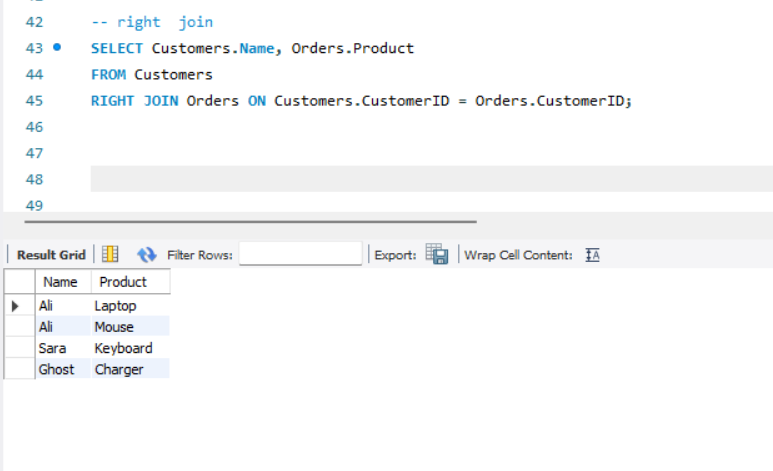 42 -- right  join
43 SELECT Customers.Name, Orders.Product
44 FROM Customers
45 RIGHT JOIN Orders ON Customers.CustomerID = Orders.CustomerID;
46
47
48
49
Result Grid Filter Rows: Export: Wrap Cell Content: IA
Name Product
Ali Laptop
Ali Mouse
Sara Keyboard
Ghost Charger